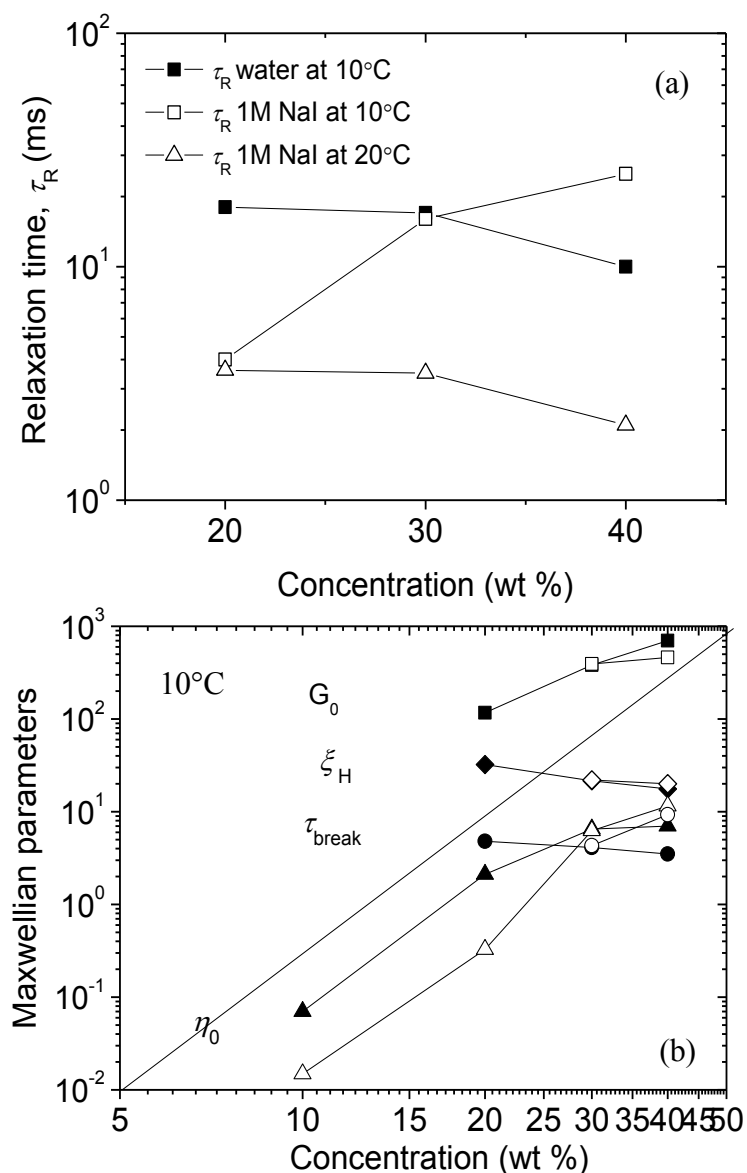 10²
τR water at 10°C
(a)
τR 1M NaI at 10°C
τR 1M NaI at 20°C
Relaxation time, τR (ms)
10¹
10⁰
20 30 40
Concentration (wt %)
10³
10°C
G₀
10²
ξH
Maxwellian parameters
10¹
τbreak
10⁰
10⁻¹
η₀
(b)
10⁻²
5 10 15 20 25 30 35 40 45 50
Concentration (wt %)